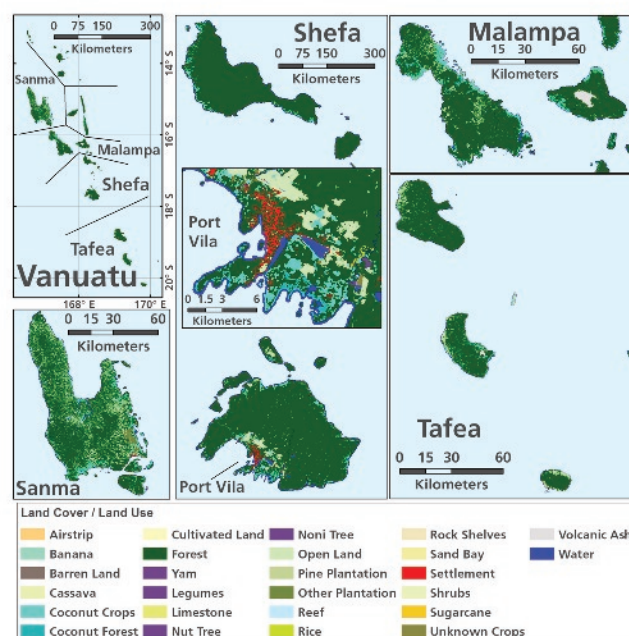 0 75 150 300
Kilometers
14° S
16° S
18° S
20° S
Sanma
Malampa
Shefa
Tafea
Vanuatu
168° E 170° E
Shefa
0 75 150 300
Kilometers
Malampa
0 15 30 60
Kilometers
Port
Vila
0 1.5 3 6
Kilometers
0 15 30 60
Kilometers
Sanma
Port Vila
Tafea
0 15 30 60
Kilometers
Land Cover / Land Use
Airstrip
Banana
Barren Land
Cassava
Coconut Crops
Coconut Forest
Cultivated Land
Forest
Yam
Legumes
Limestone
Nut Tree
Noni Tree
Open Land
Pine Plantation
Other Plantation
Reef
Rice
Rock Shelves
Sand Bay
Settlement
Shrubs
Sugarcane
Unknown Crops
Volcanic Ash
Water